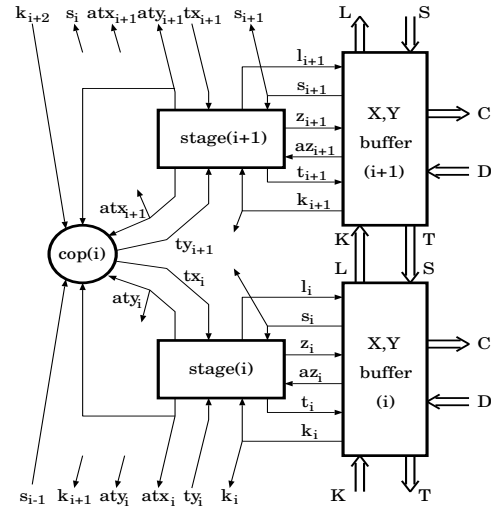 k_{i+2} s_i atx_{i+1} aty_{i+1} tx_{i+1} s_{i+1} L S
l_{i+1}
s_{i+1}
z_{i+1}
az_{i+1}
t_{i+1}
k_{i+1}
stage(i+1)
X,Y
buffer
(i+1)
C
D
atx_{i+1}
ty_{i+1}
cop(i)
K T
L S
tx_i
aty_i
l_i
s_i
z_i
az_i
t_i
k_i
stage(i)
X,Y
buffer
(i)
C
D
s_{i-1} k_{i+1} aty_i atx_i ty_i k_i K T